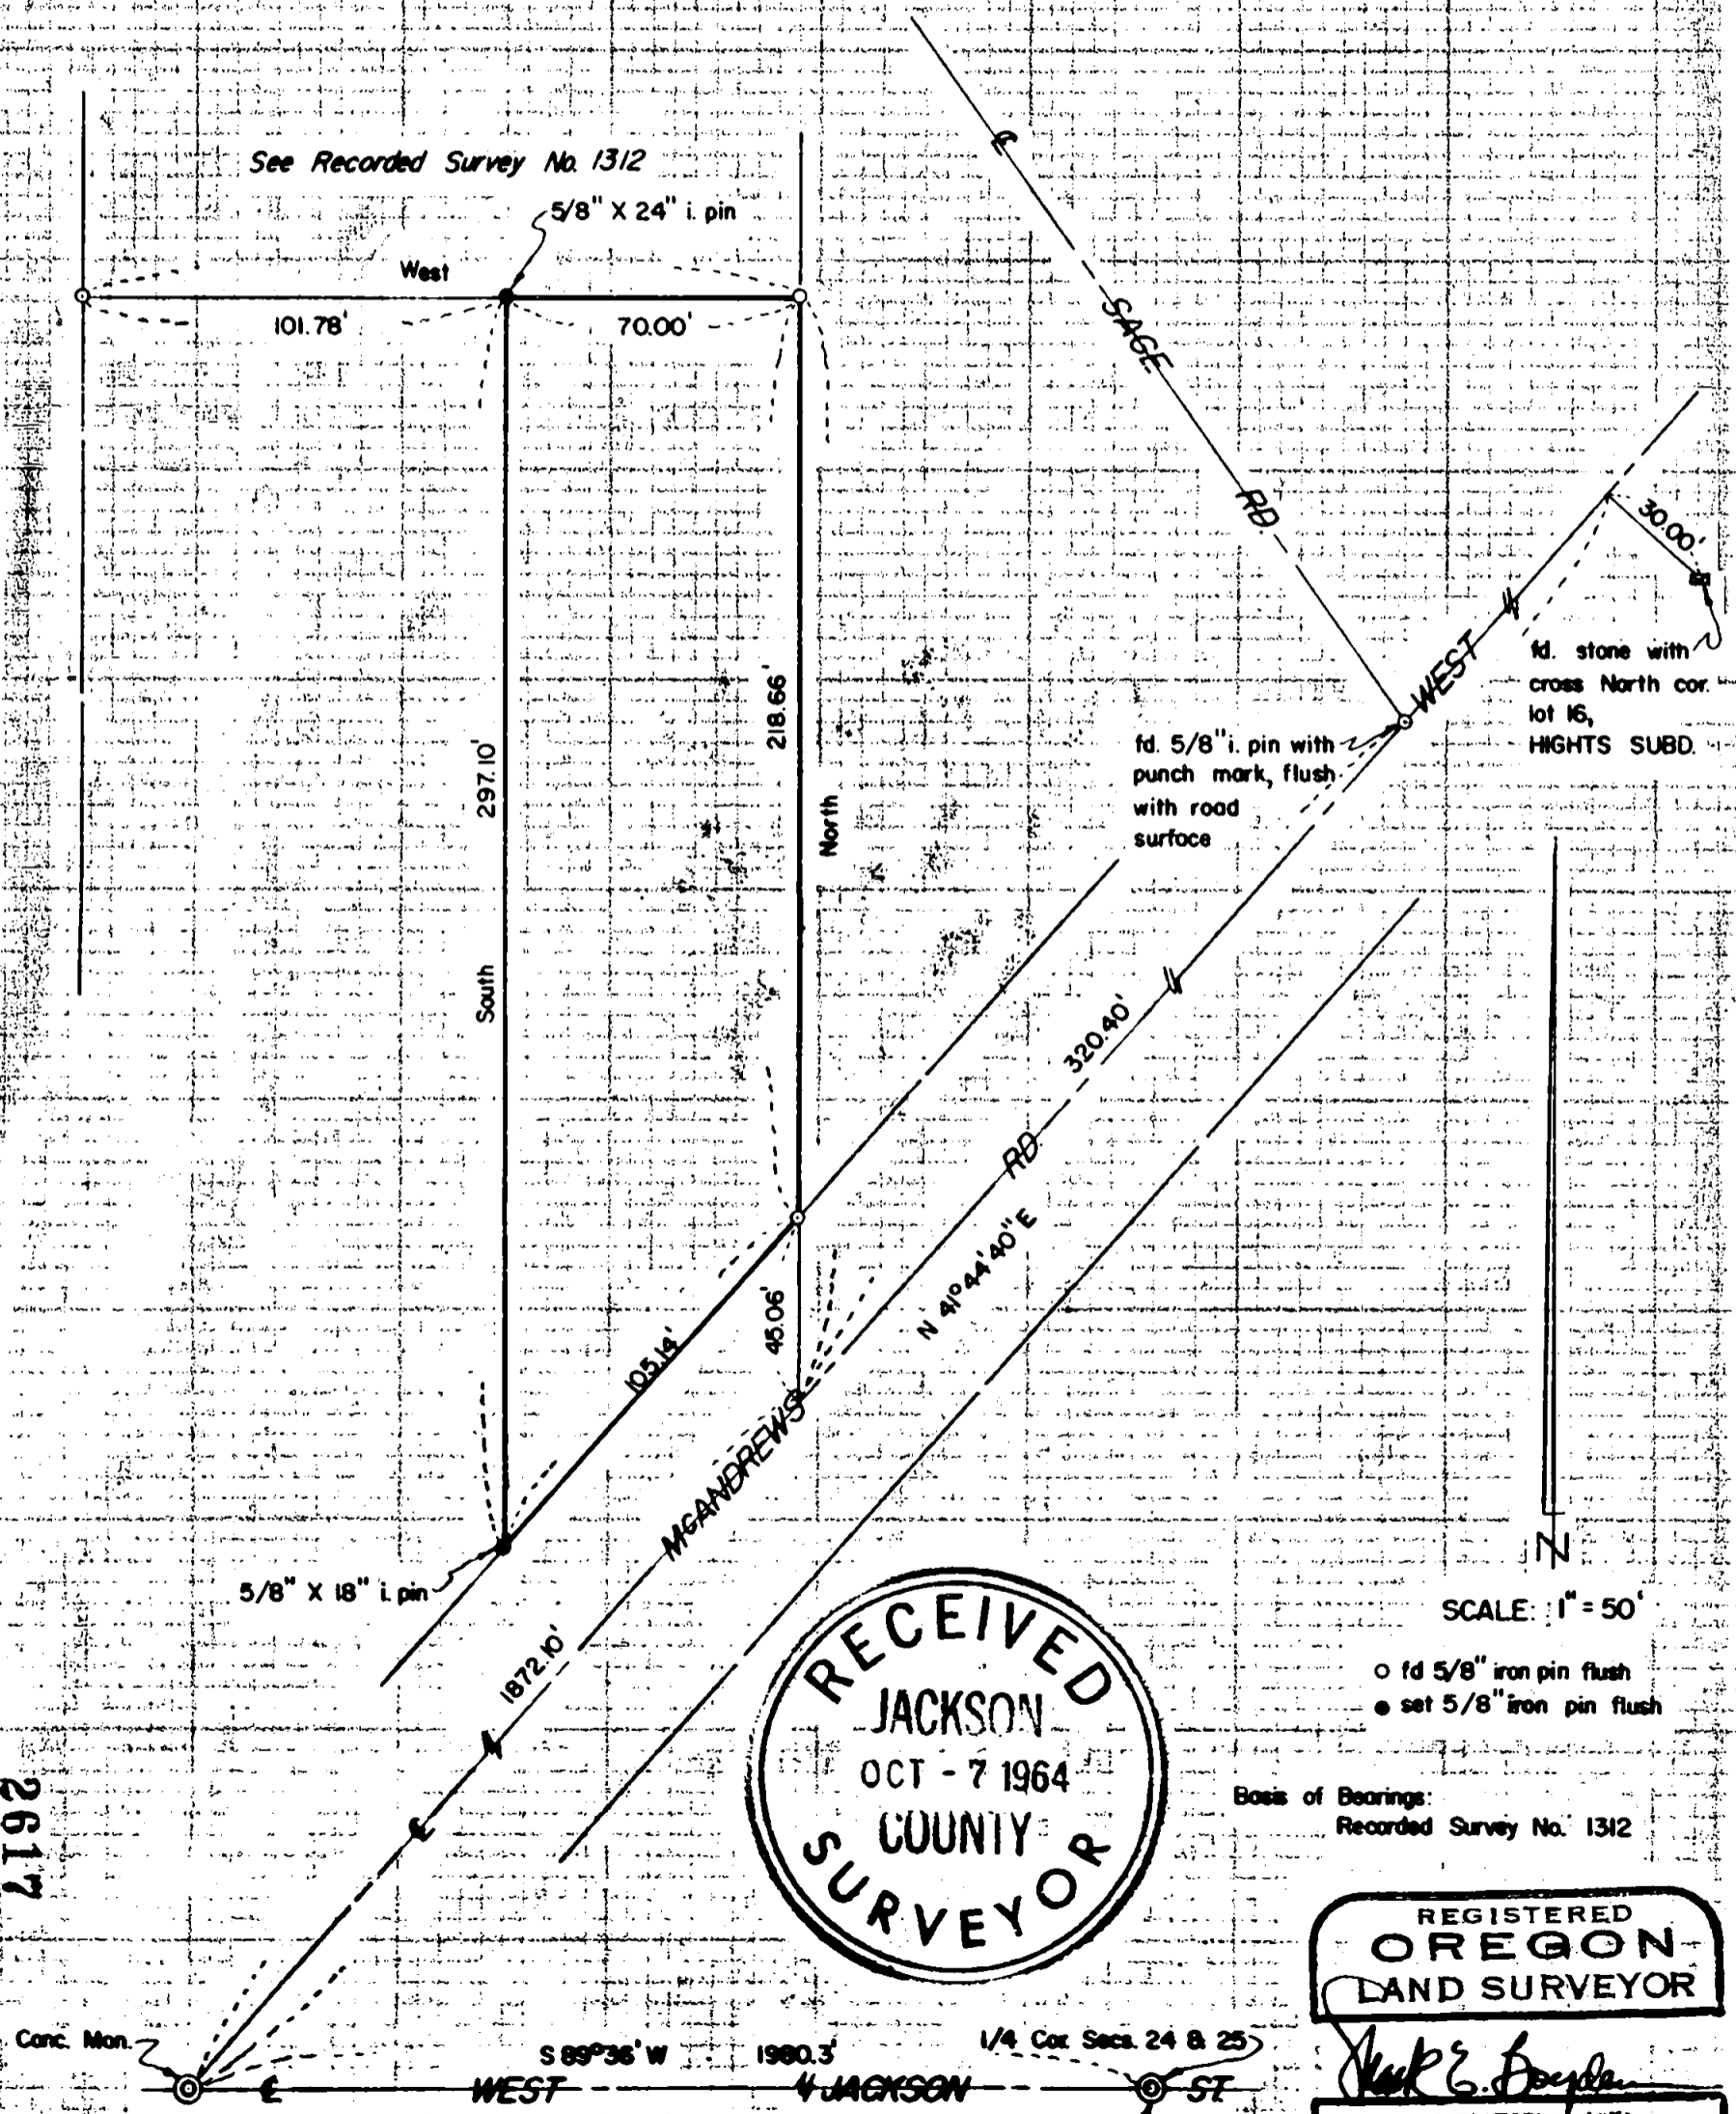 See Recorded Survey No. 1312
5/8" X 24" i. pin
West
101.78'
70.00'
SAGE RD
30.00'
fd. stone with
cross North cor.
lot 16,
HIGHTS SUBD.
WEST
fd. 5/8" i. pin with
punch mark, flush
with road
surface
South 297.10'
218.66'
North
320.40'
RD
N 41°44'40" E
45.06'
105.14'
McANDREWS
5/8" X 18" i. pin
1872.10'
N
SCALE: 1" = 50'
o fd 5/8" iron pin flush
● set 5/8" iron pin flush
RECEIVED
JACKSON
OCT - 7 1964
COUNTY
SURVEYOR
Basis of Bearings:
Recorded Survey No. 1312
2617
REGISTERED
OREGON
LAND SURVEYOR
Conc. Mon.
S 89°36' W 1980.3'
1/4 Cor. Secs. 24 & 25
℄ WEST JACKSON ST